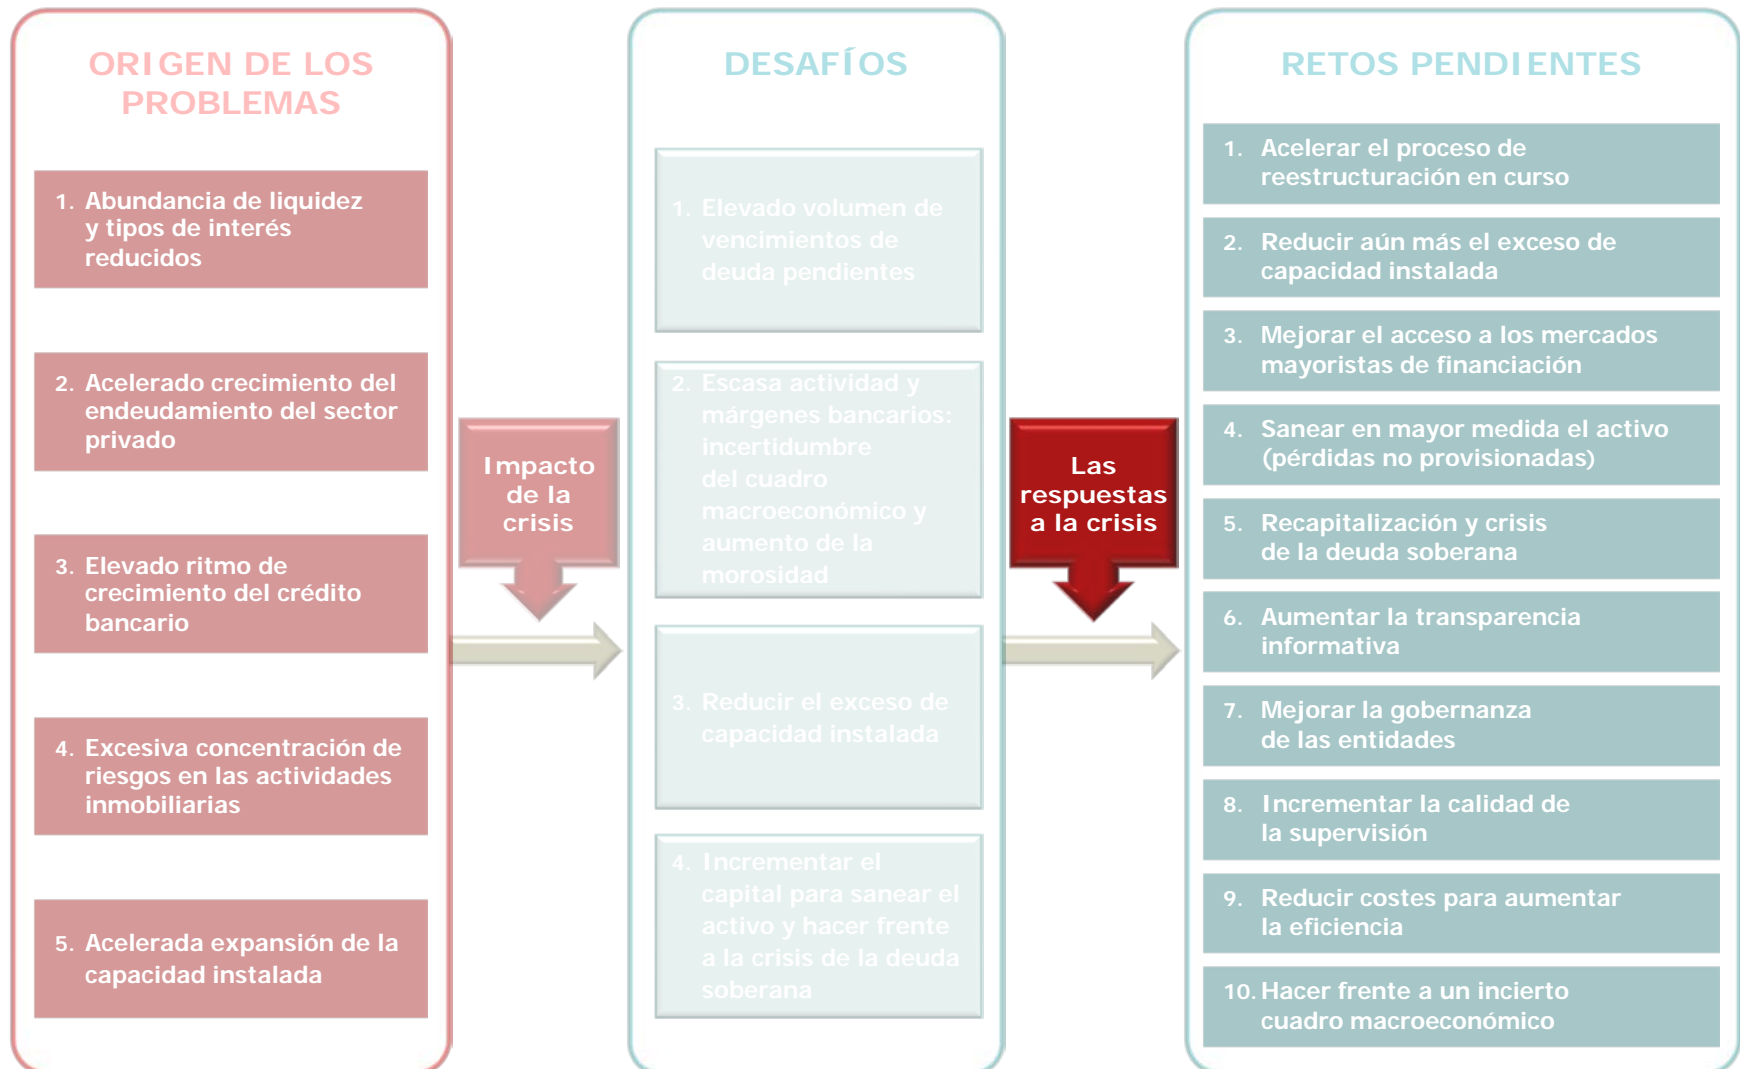 ORIGEN DE LOS
PROBLEMAS
1. Abundancia de liquidez
y tipos de interés
reducidos
2. Acelerado crecimiento del
endeudamiento del sector
privado
3. Elevado ritmo de
crecimiento del crédito
bancario
4. Excesiva concentración de
riesgos en las actividades
inmobiliarias
5. Acelerada expansión de la
capacidad instalada
Impacto
de la
crisis
DESAFÍOS
1. Elevado volumen de
vencimientos de
deuda pendientes
2. Escasa actividad y
márgenes bancarios:
incertidumbre
del cuadro
macroeconómico y
aumento de la
morosidad
3. Reducir el exceso de
capacidad instalada
4. Incrementar el
capital para sanear el
activo y hacer frente
a la crisis de la deuda
soberana
Las
respuestas
a la crisis
RETOS PENDIENTES
1. Acelerar el proceso de
reestructuración en curso
2. Reducir aún más el exceso de
capacidad instalada
3. Mejorar el acceso a los mercados
mayoristas de financiación
4. Sanear en mayor medida el activo
(pérdidas no provisionadas)
5. Recapitalización y crisis
de la deuda soberana
6. Aumentar la transparencia
informativa
7. Mejorar la gobernanza
de las entidades
8. Incrementar la calidad de
la supervisión
9. Reducir costes para aumentar
la eficiencia
10. Hacer frente a un incierto
cuadro macroeconómico